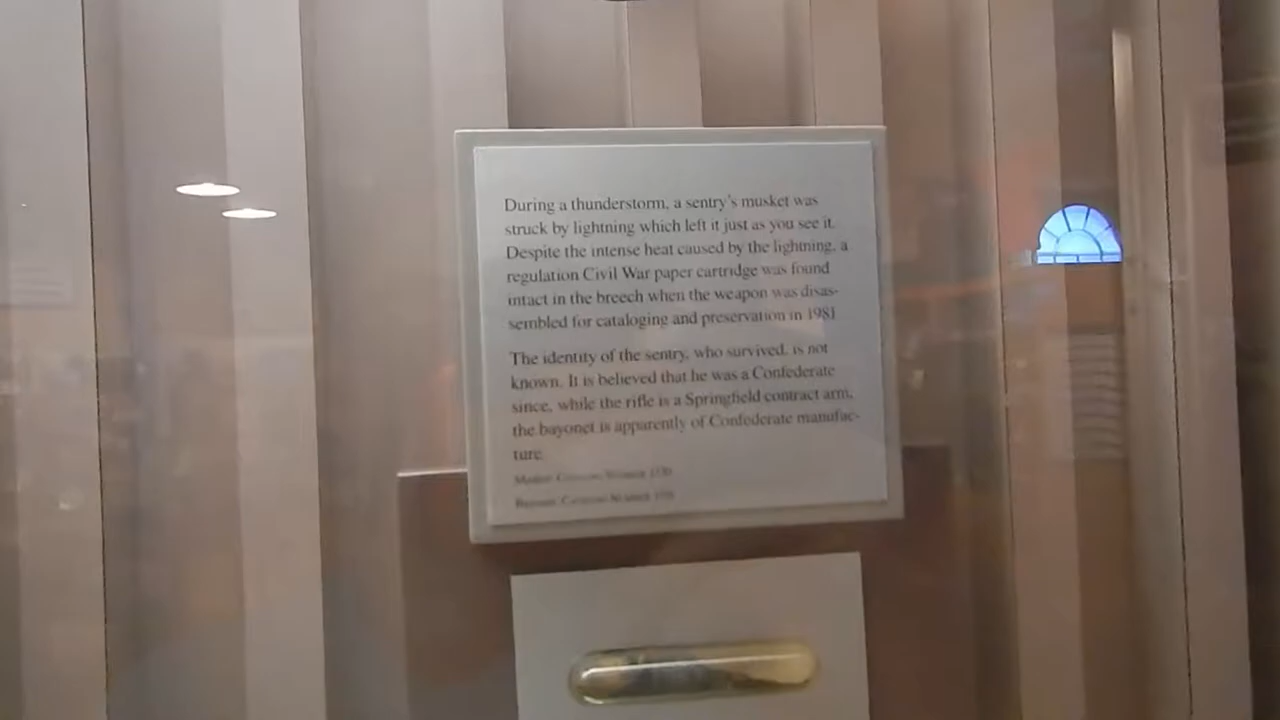 During a thunderstorm, a sentry's musket was
struck by lightning which left it just as you see it.
Despite the intense heat caused by the lightning, a
regulation Civil War paper cartridge was found
intact in the breech when the weapon was disas-
sembled for cataloging and preservation in 1981
The identity of the sentry, who survived, is not
known. It is believed that he was a Confederate
since, while the rifle is a Springfield contract arm,
the bayonet is apparently of Confederate manufac-
ture.